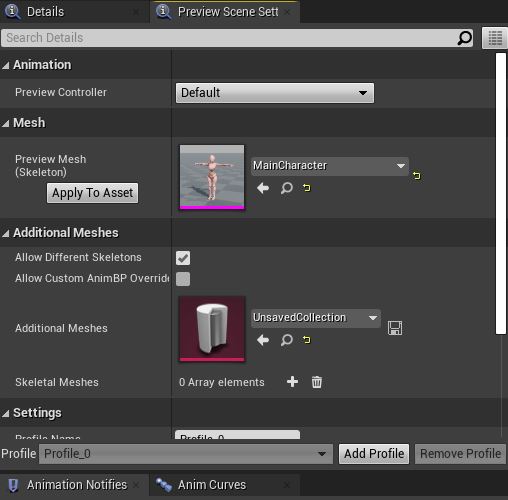 Details
Preview Scene Sett
Search Details
Animation
Preview Controller
Default
Mesh
Preview Mesh
(Skeleton)
Apply To Asset
MainCharacter
Additional Meshes
Allow Different Skeletons
Allow Custom AnimBP Override
Additional Meshes
UnsavedCollection
Skeletal Meshes
0 Array elements
Settings
Profile Name
Profile_0
Profile
Profile_0
Add Profile
Remove Profile
Animation Notifies
Anim Curves